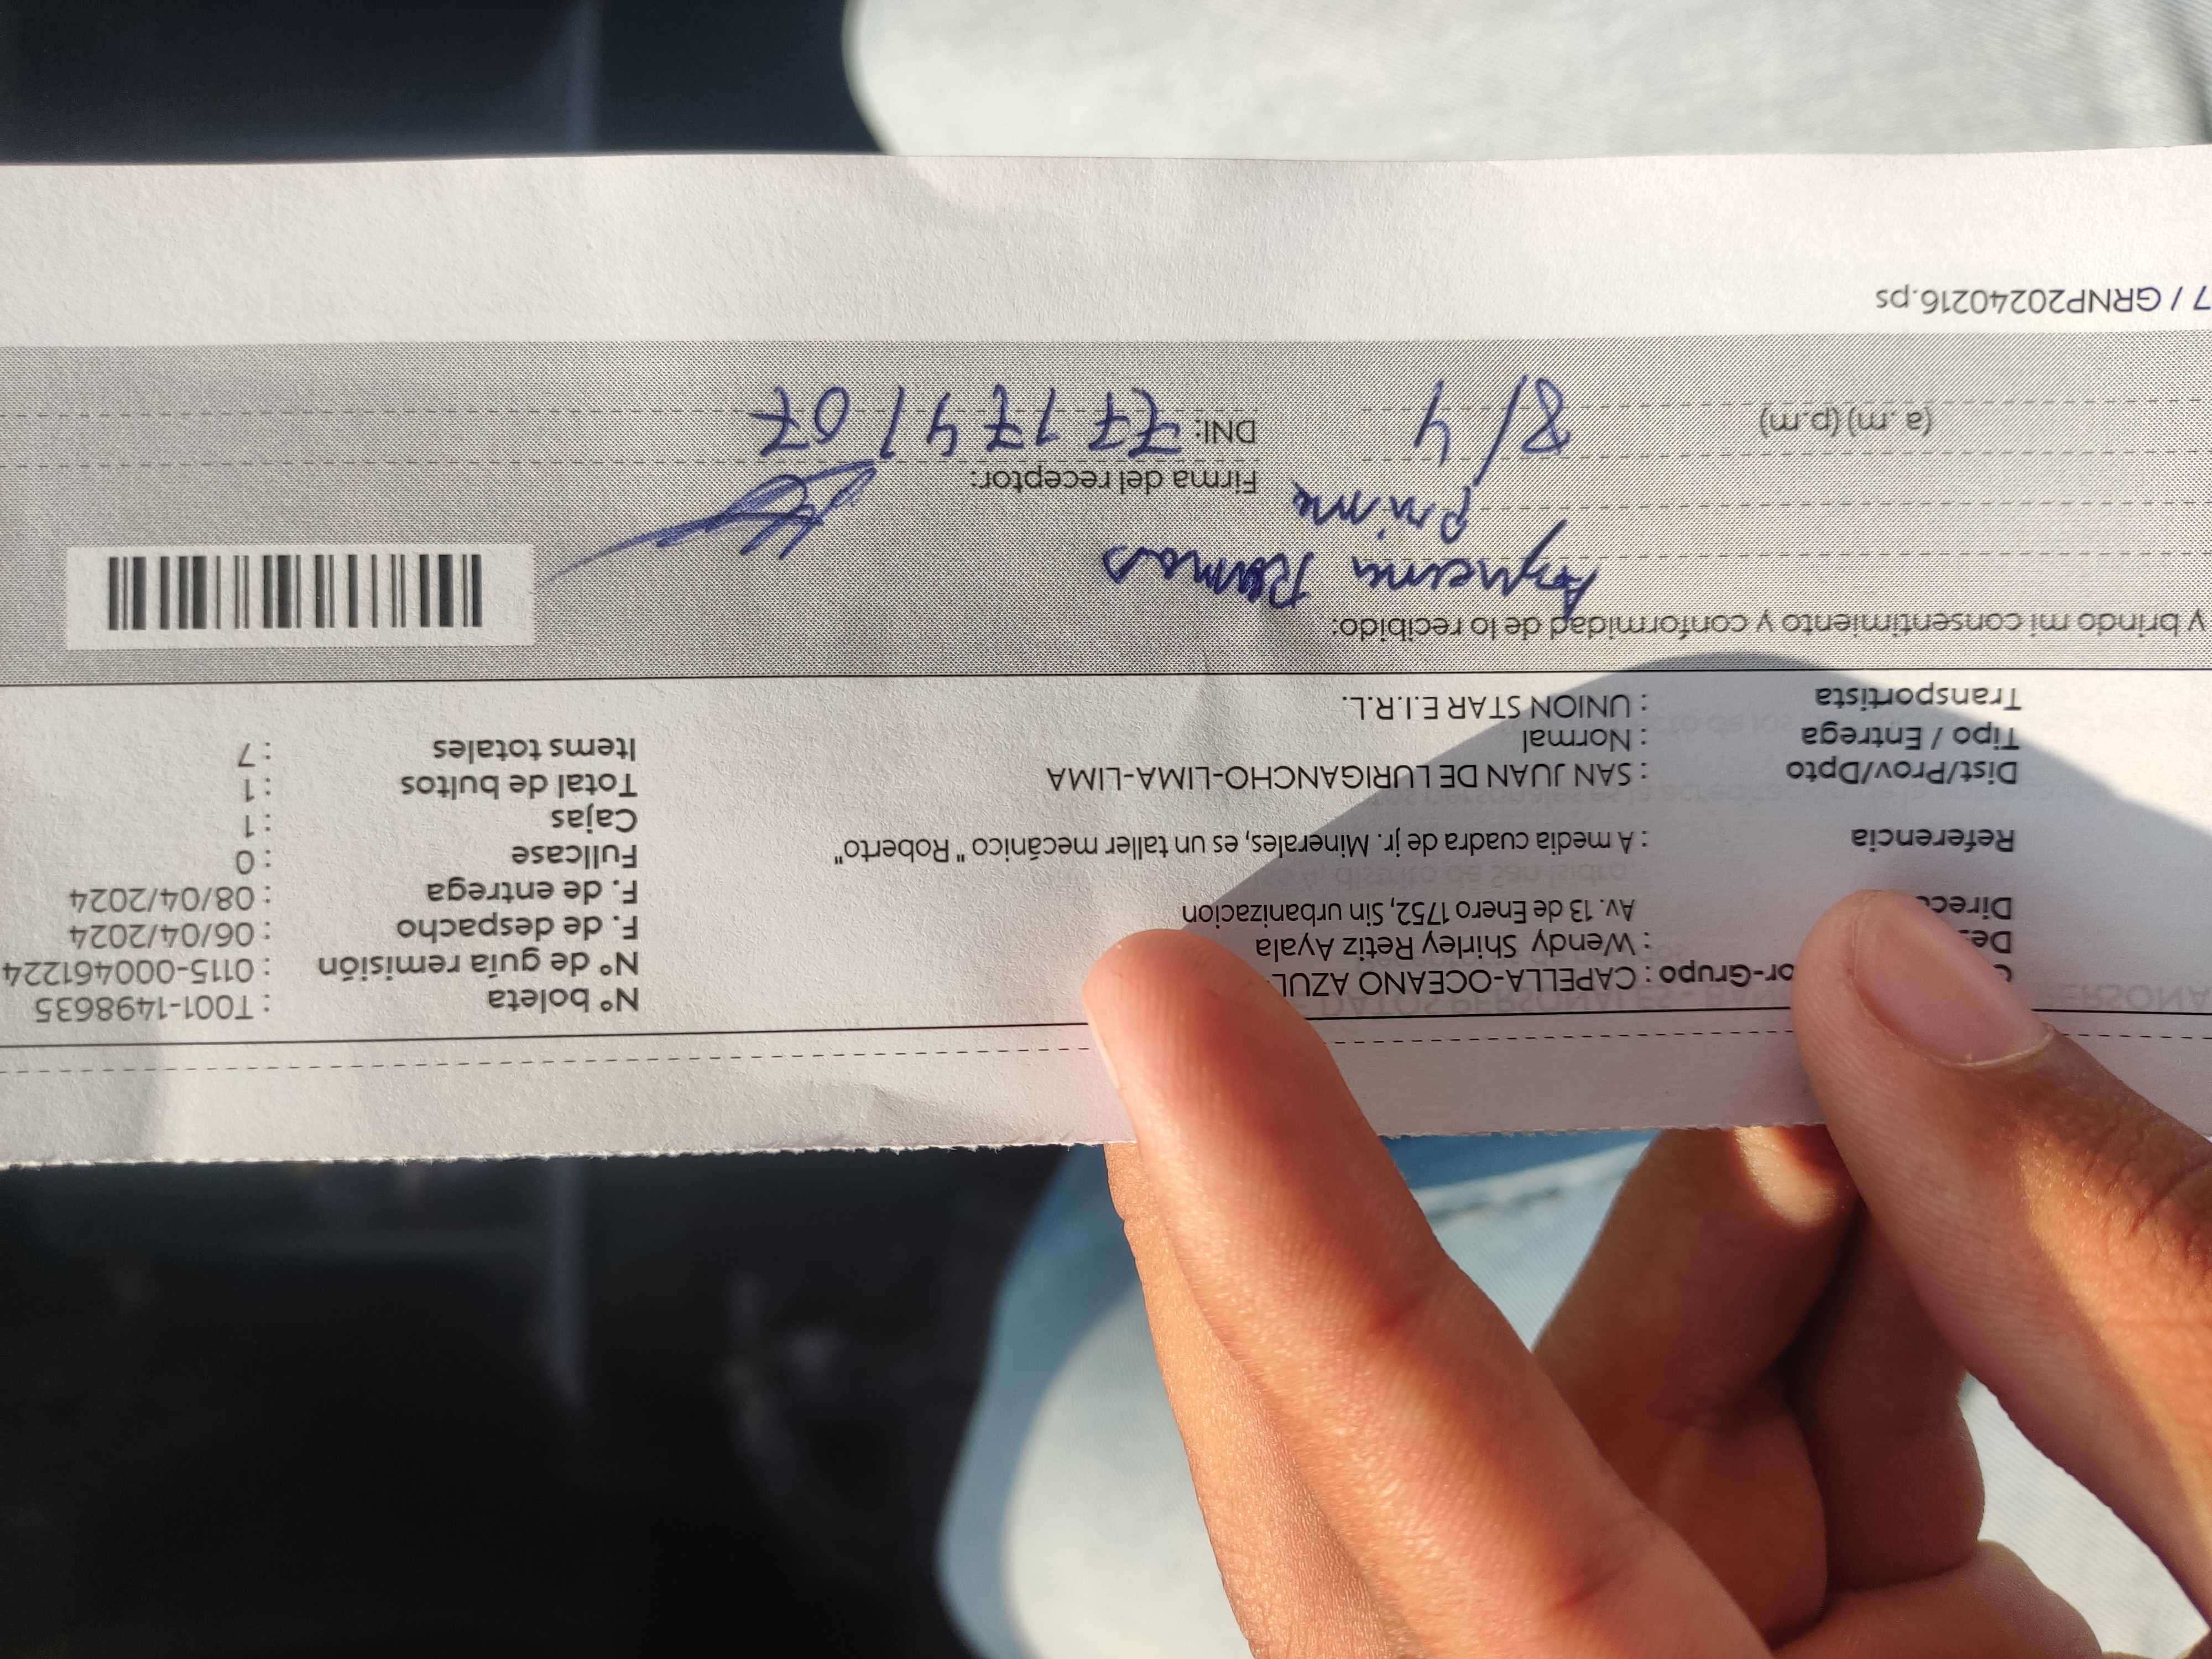 or-Grupo : CAPELLA-OCEANO AZUL
: Wendy Shirley Retiz Ayala
Av. 13 de Enero 1752, Sin urbanizacion
Referencia : A media cuadra de jr. Minerales, es un taller mecánico " Roberto"
Dist/Prov/Dpto : SAN JUAN DE LURIGANCHO-LIMA-LIMA
Tipo / Entrega : Normal
Transportista : UNION STAR E.I.R.L.
N° boleta : T001-1498635
N° de guía remisión : 0115-000461224
F. de despacho : 06/04/2024
F. de entrega : 08/04/2024
Fullcase : 0
Cajas : 1
Total de bultos : 1
Items totales : 7
y brindo mi consentimiento y conformidad de lo recibido:
Azucena Ramos
Prima
Firma del receptor:
(a. m) (p.m) 8/4 DNI: 77174107
7 / GRNP20240216.ps